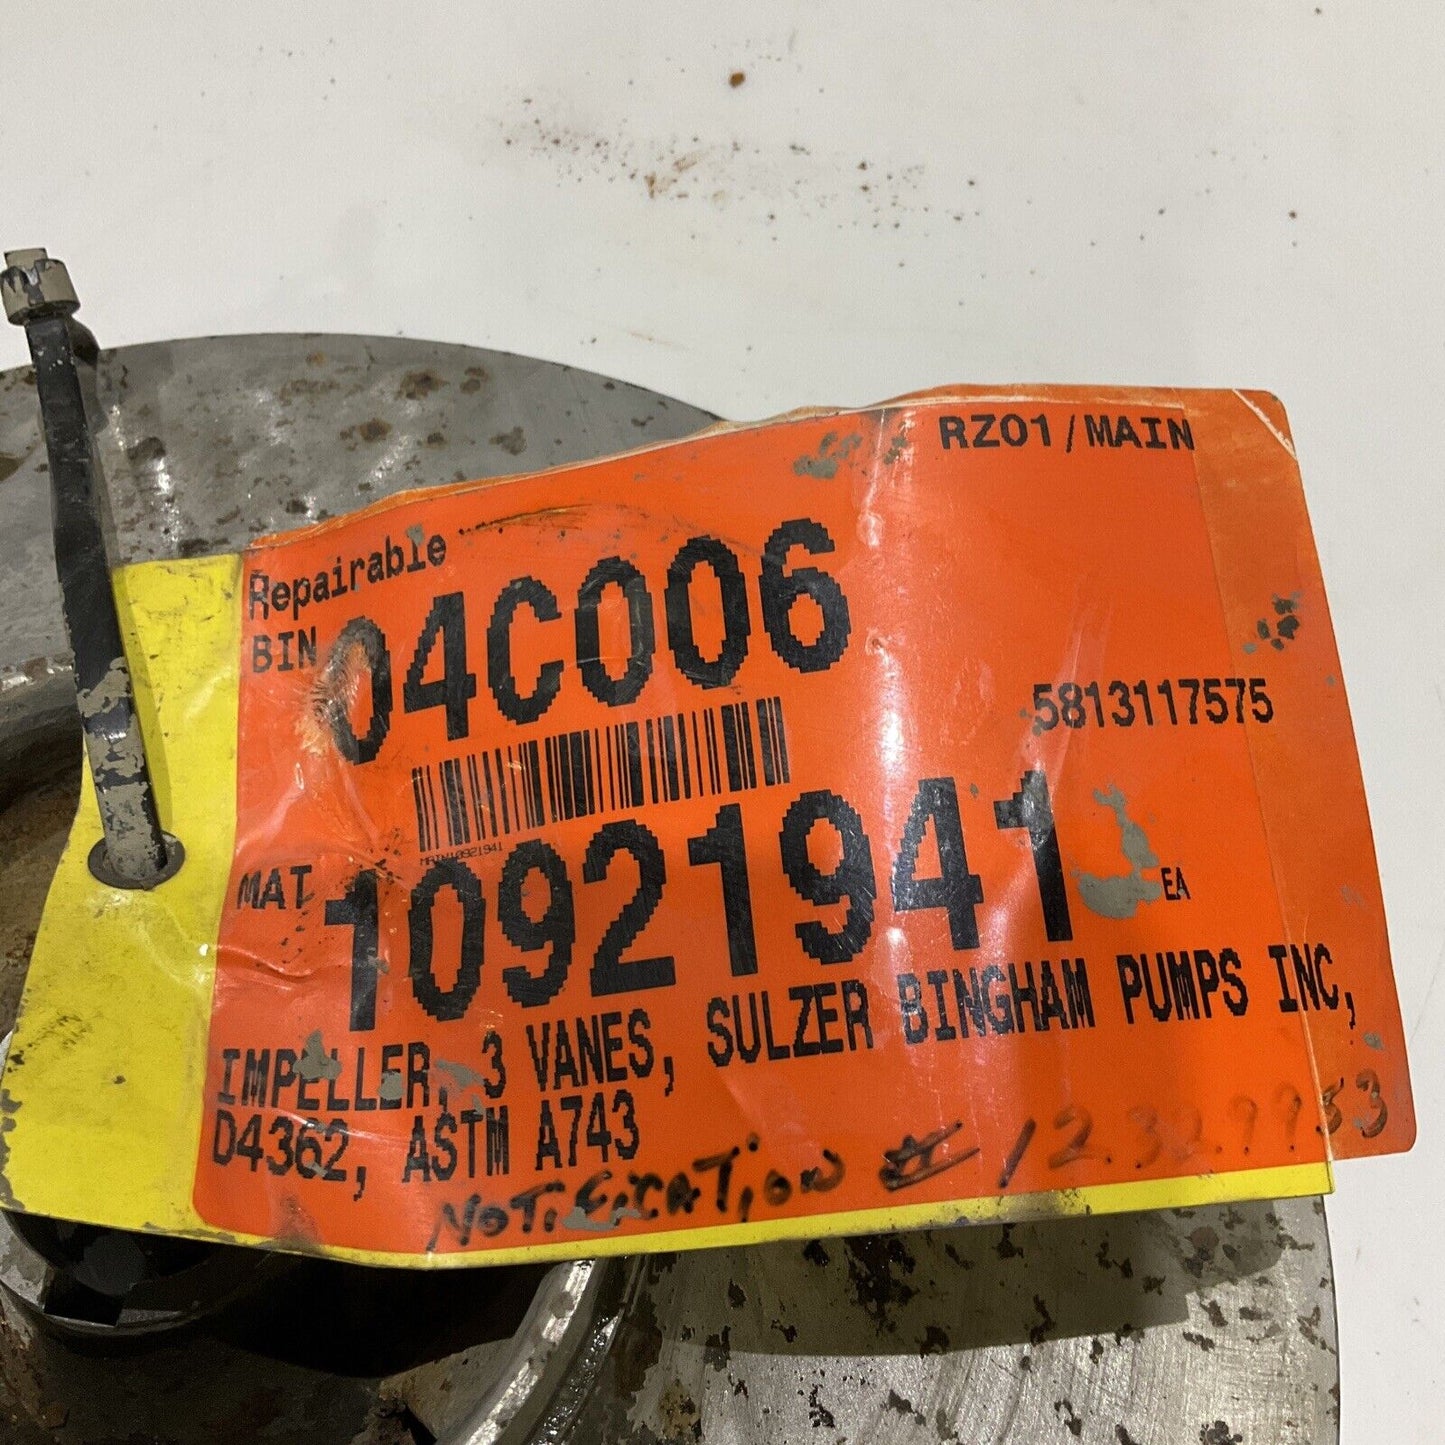 RZ01/MAIN
Repairable
BIN 04C006
5813117575
MAIN10921941
MAT 10921941 EA
IMPELLER, 3 VANES, SULZER BINGHAM PUMPS INC,
D4362, ASTM A743
NOTIFICATION #